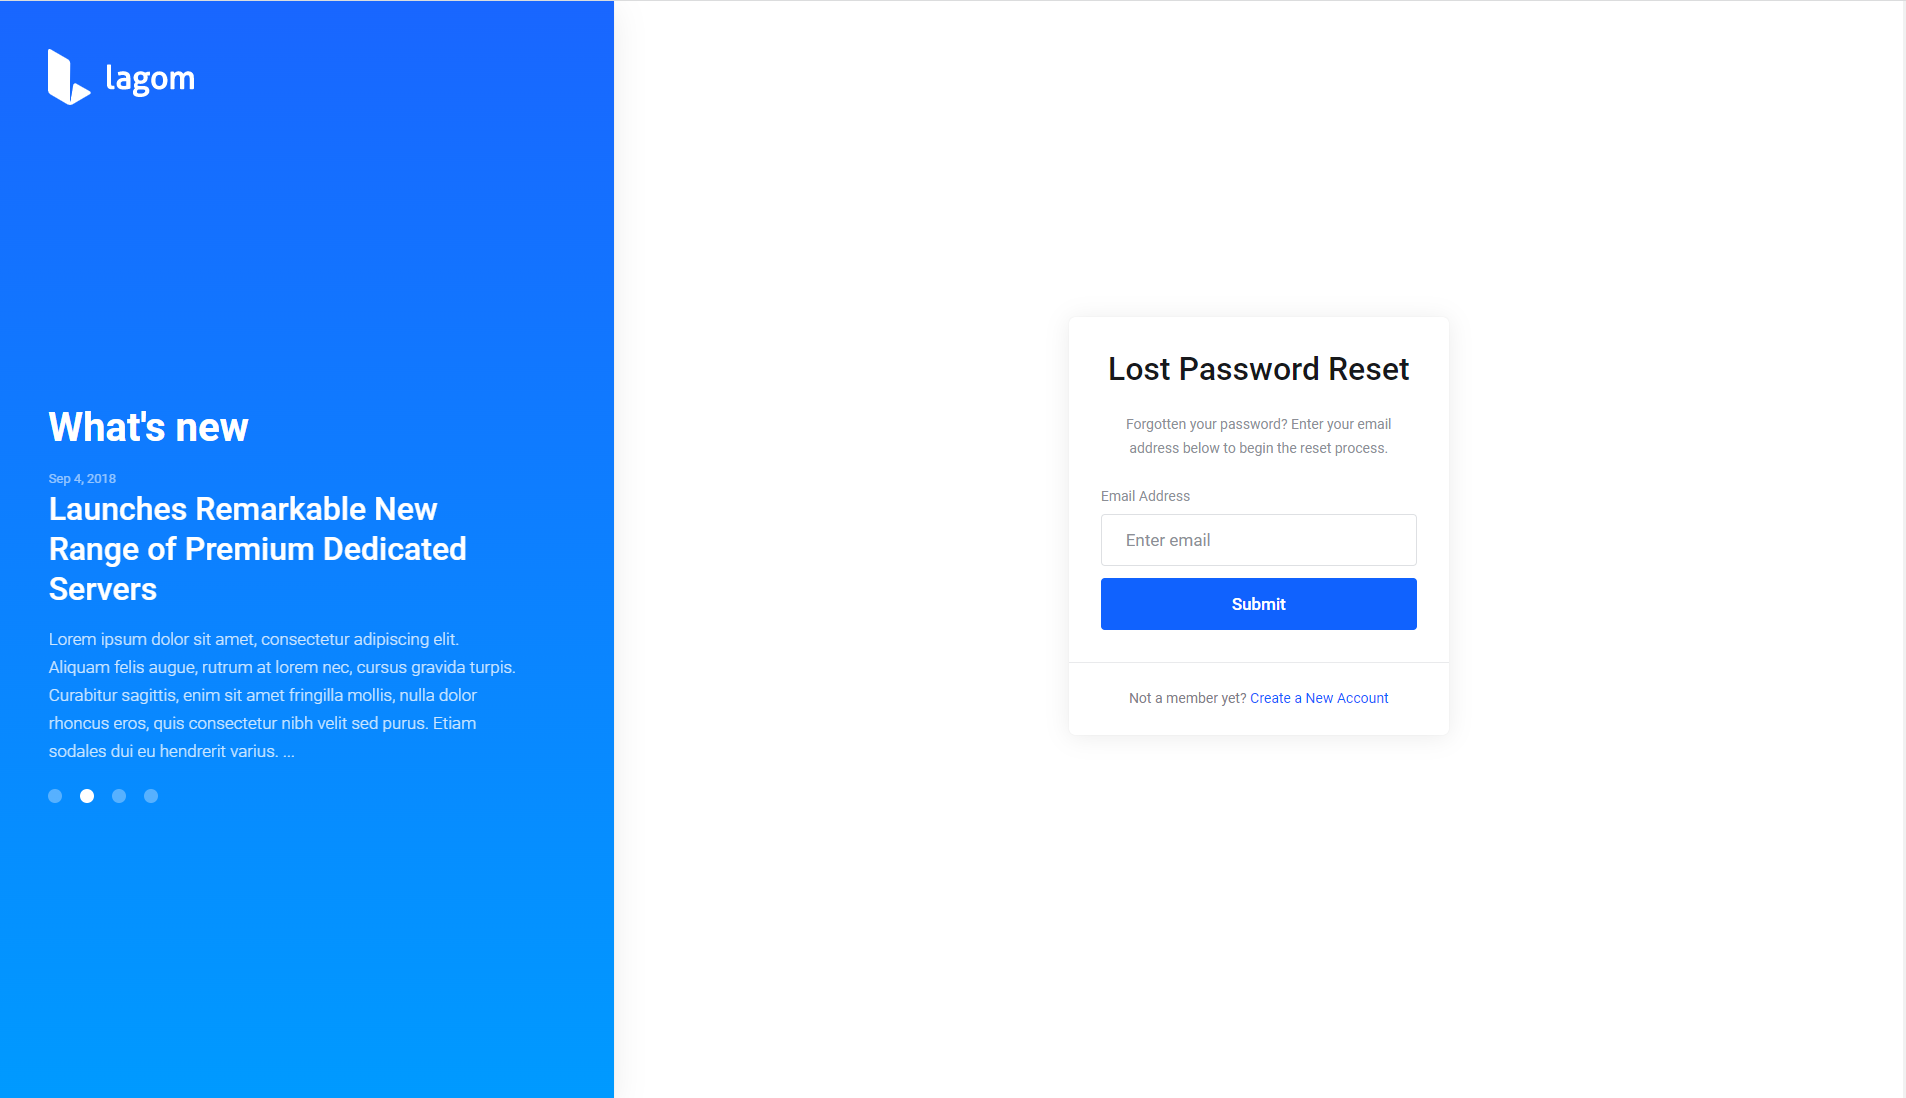 lagom
What's new
Sep 4, 2018
Launches Remarkable New
Range of Premium Dedicated
Servers
Lorem ipsum dolor sit amet, consectetur adipiscing elit.
Aliquam felis augue, rutrum at lorem nec, cursus gravida turpis.
Curabitur sagittis, enim sit amet fringilla mollis, nulla dolor
rhoncus eros, quis consectetur nibh velit sed purus. Etiam
sodales dui eu hendrerit varius. ...
Lost Password Reset
Forgotten your password? Enter your email
address below to begin the reset process.
Email Address
Enter email
Submit
Not a member yet? Create a New Account